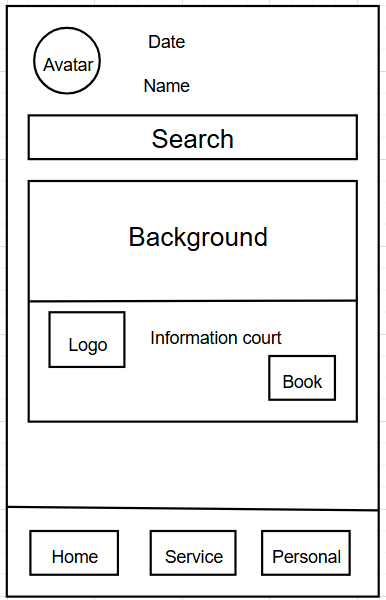 Avatar
Date
Name
Search
Background
Logo
Information court
Book
Home
Service
Personal